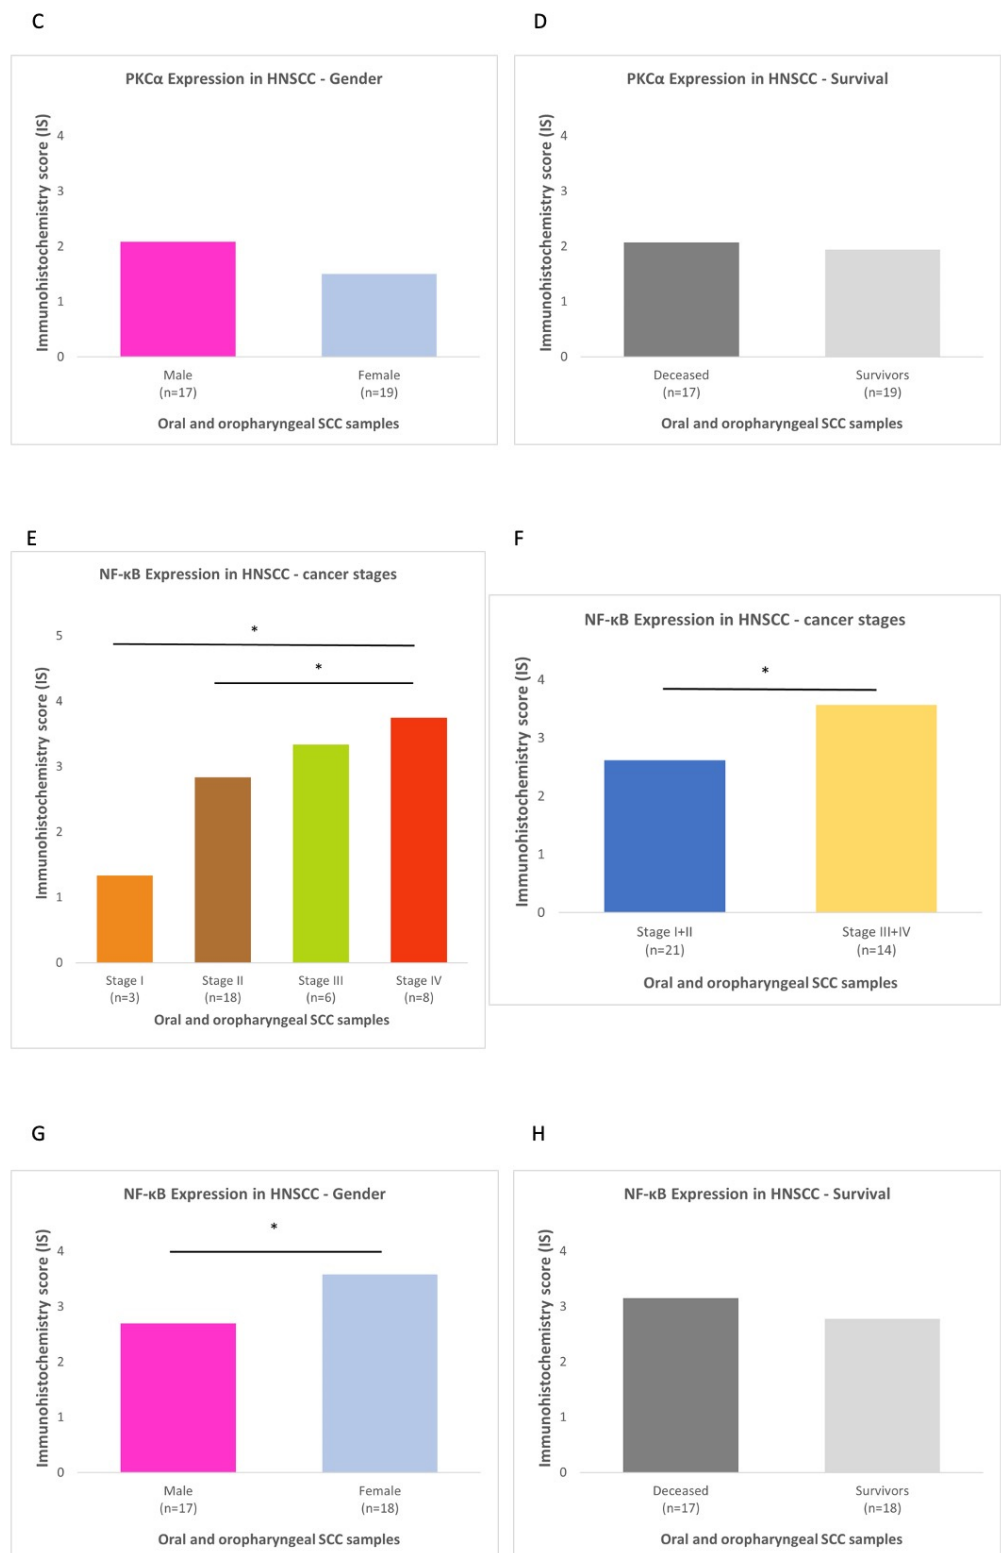 C
PKCα Expression in HNSCC - Gender
Immunohistochemistry score (IS)
4
3
2
1
0
Male
(n=17)
Female
(n=19)
Oral and oropharyngeal SCC samples
D
PKCα Expression in HNSCC - Survival
Immunohistochemistry score (IS)
4
3
2
1
0
Deceased
(n=17)
Survivors
(n=19)
Oral and oropharyngeal SCC samples
E
NF-κB Expression in HNSCC - cancer stages
Immunohistochemistry score (IS)
5
4
3
2
1
0
*
*
Stage I
(n=3)
Stage II
(n=18)
Stage III
(n=6)
Stage IV
(n=8)
Oral and oropharyngeal SCC samples
F
NF-κB Expression in HNSCC - cancer stages
Immunohistochemistry score (IS)
4
3
2
1
0
*
Stage I+II
(n=21)
Stage III+IV
(n=14)
Oral and oropharyngeal SCC samples
G
NF-κB Expression in HNSCC - Gender
Immunohistochemistry score (IS)
4
3
2
1
0
*
Male
(n=17)
Female
(n=18)
Oral and oropharyngeal SCC samples
H
NF-κB Expression in HNSCC - Survival
Immunohistochemistry score (IS)
4
3
2
1
0
Deceased
(n=17)
Survivors
(n=18)
Oral and oropharyngeal SCC samples